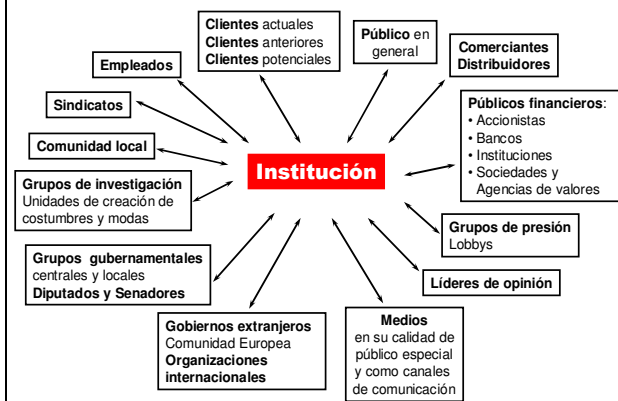 Clientes actuales
Clientes anteriores
Clientes potenciales
Público en
general
Comerciantes
Distribuidores
Empleados
Sindicatos
Comunidad local
Públicos financieros:
• Accionistas
• Bancos
• Instituciones
• Sociedades y
Agencias de valores
Institución
Grupos de investigación
Unidades de creación de
costumbres y modas
Grupos de presión
Lobbys
Grupos gubernamentales
centrales y locales
Diputados y Senadores
Líderes de opinión
Gobiernos extranjeros
Comunidad Europea
Organizaciones
internacionales
Medios
en su calidad de
público especial
y como canales
de comunicación